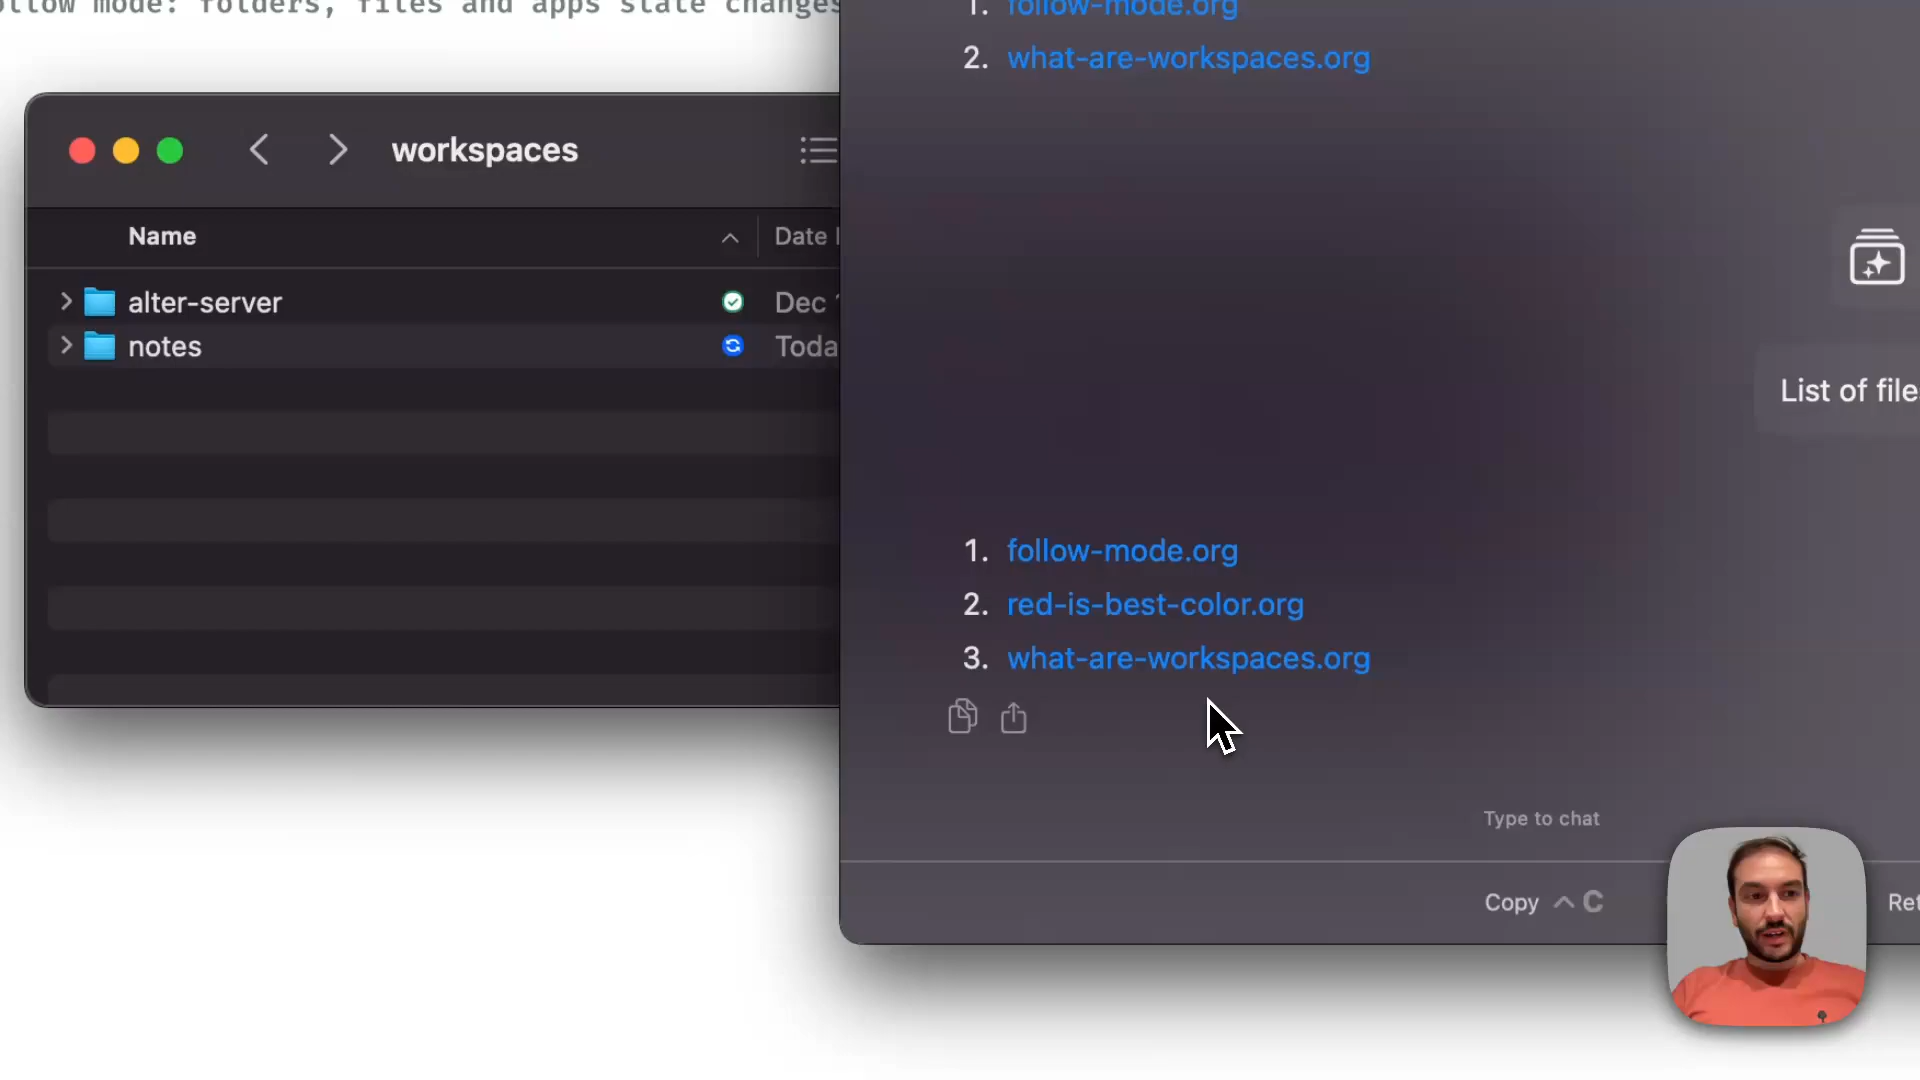 follow mode: folders, files and apps state changes
1. follow-mode.org
2. what-are-workspaces.org
workspaces
Name
Date
alter-server
Dec
notes
Toda
List of file
1. follow-mode.org
2. red-is-best-color.org
3. what-are-workspaces.org
Type to chat
Copy ^ C
Ret